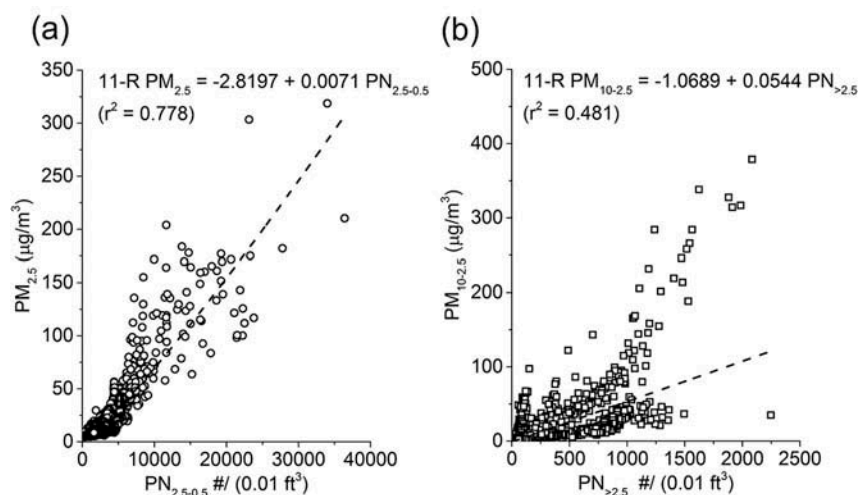 (a)
11-R PM2.5 = -2.8197 + 0.0071 PN2.5-0.5
(r² = 0.778)
350
300
250
200
150
100
50
0
PM2.5 (μg/m³)
0
10000
20000
30000
40000
PN2.5-0.5 #/ (0.01 ft³)
(b)
11-R PM10-2.5 = -1.0689 + 0.0544 PN>2.5
(r² = 0.481)
500
400
300
200
100
0
PM10-2.5 (μg/m³)
0
500
1000
1500
2000
2500
PN>2.5 #/ (0.01 ft³)